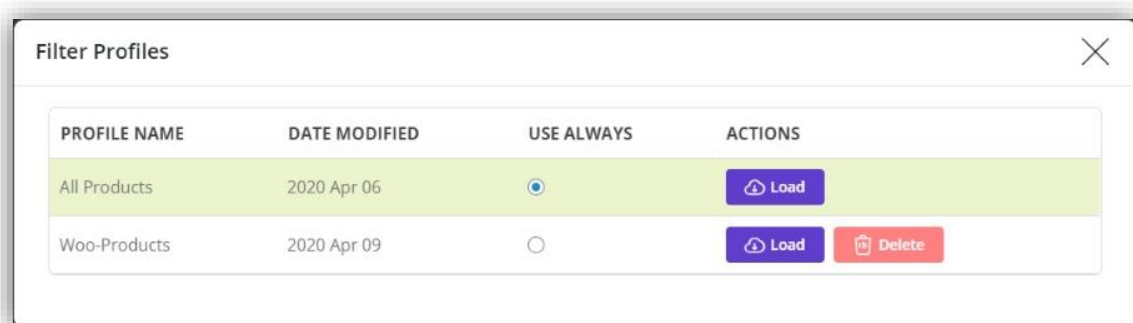 Filter Profiles
PROFILE NAME DATE MODIFIED USE ALWAYS ACTIONS
All Products 2020 Apr 06 Load
Woo-Products 2020 Apr 09 Load Delete